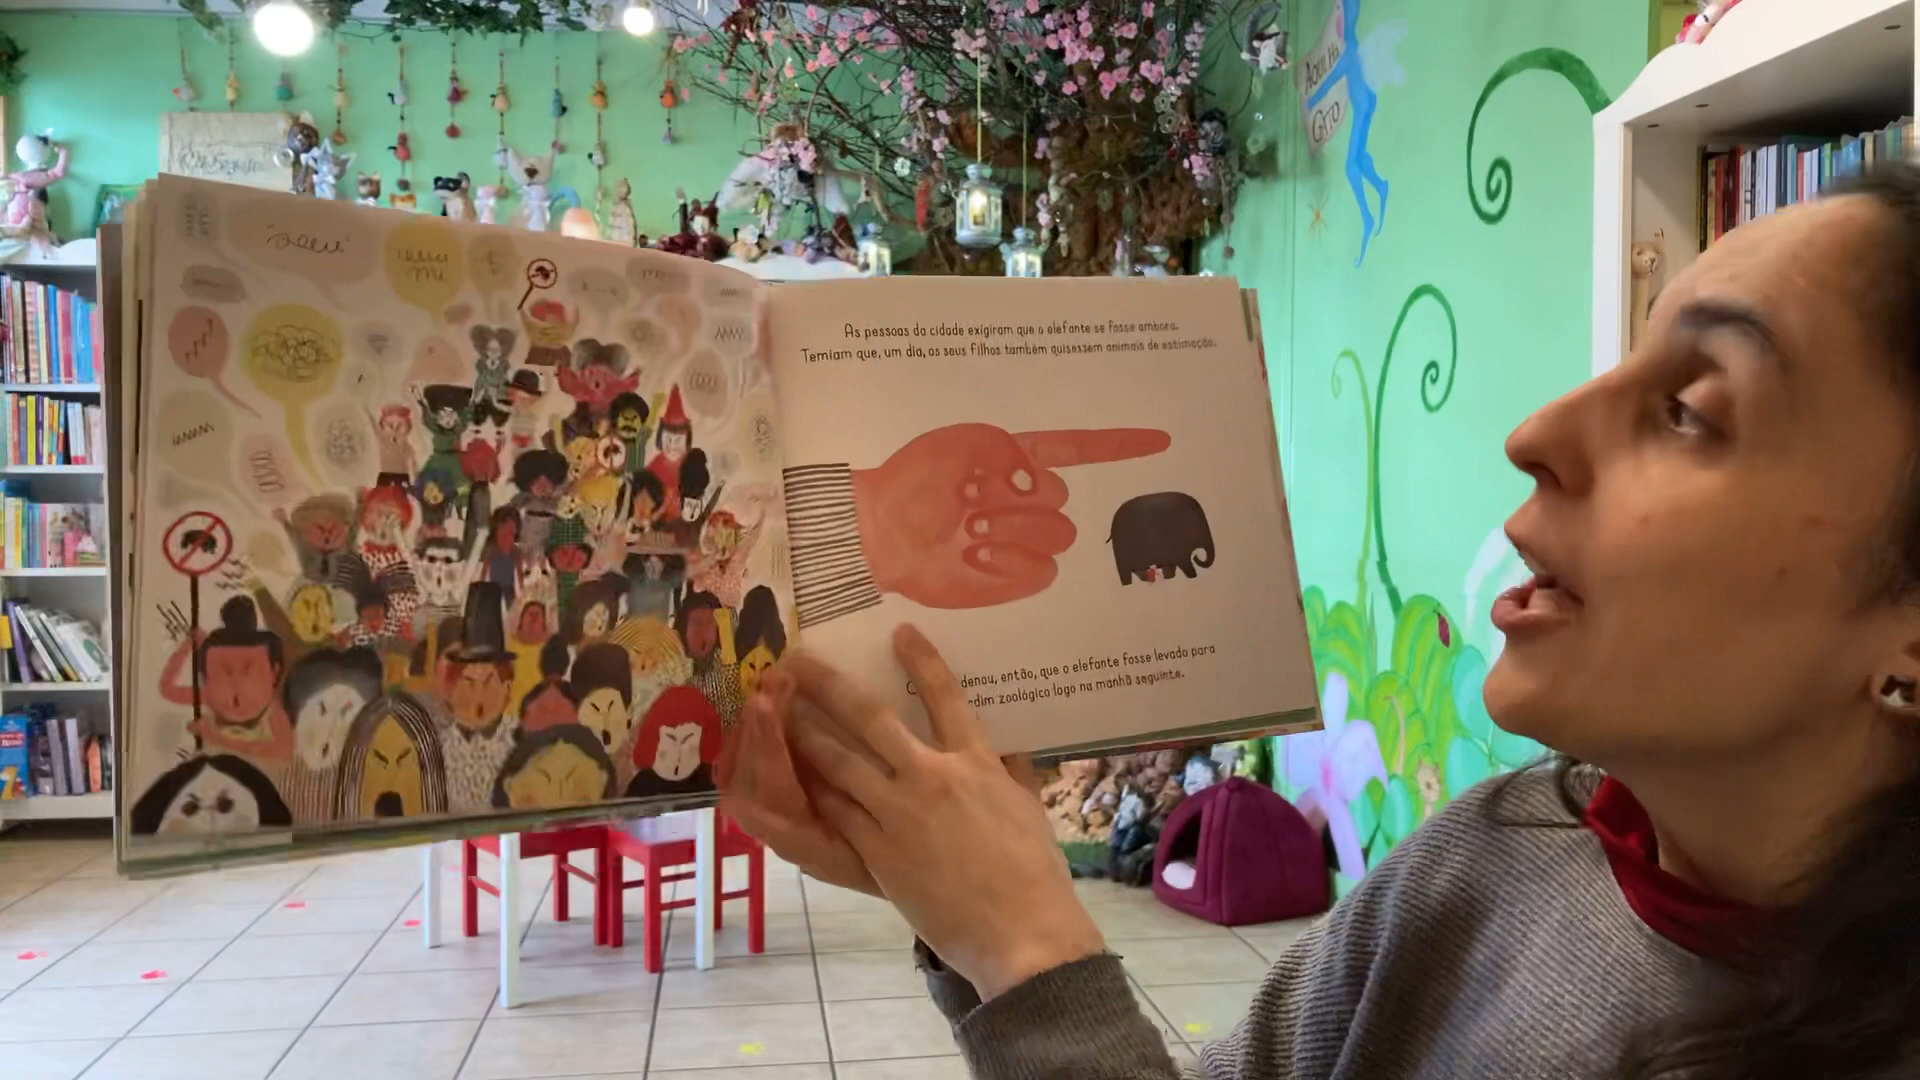 As pessoas da cidade exigiram que o elefante se fosse embora.
Temiam que, um dia, os seus filhos também quisessem animais de estimação.
denou, então, que o elefante fosse levado para
dim zoológico logo na manhã seguinte.
GATO